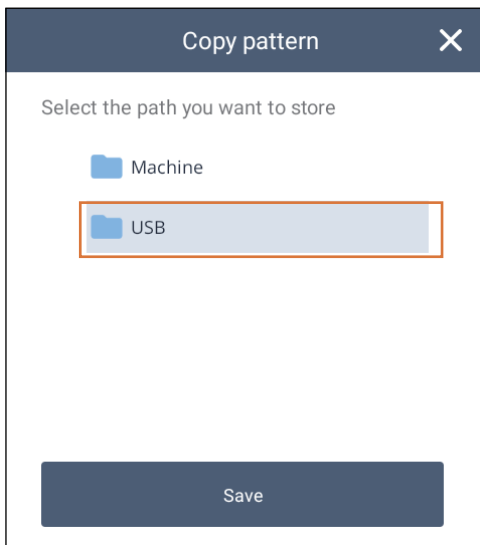 Copy pattern
Select the path you want to store
Machine
USB
Save